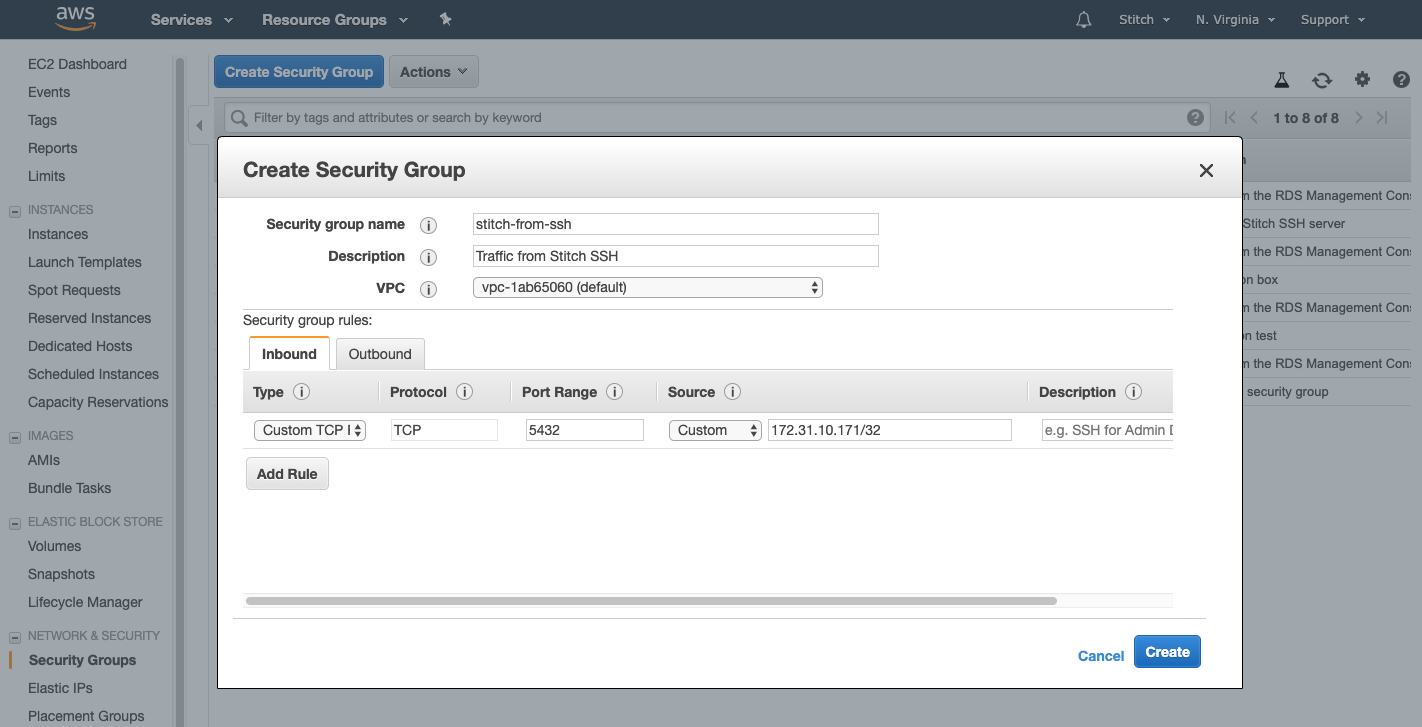 aws Services Resource Groups Stitch N. Virginia Support
EC2 Dashboard
Events
Tags
Reports
Limits
INSTANCES
Instances
Launch Templates
Spot Requests
Reserved Instances
Dedicated Hosts
Scheduled Instances
Capacity Reservations
IMAGES
AMIs
Bundle Tasks
ELASTIC BLOCK STORE
Volumes
Snapshots
Lifecycle Manager
NETWORK & SECURITY
Security Groups
Elastic IPs
Placement Groups
Create Security Group Actions
Filter by tags and attributes or search by keyword
1 to 8 of 8
Create Security Group
Security group name stitch-from-ssh
Description Traffic from Stitch SSH
VPC vpc-1ab65060 (default)
Security group rules:
Inbound Outbound
Type Protocol Port Range Source Description
Custom TCP TCP 5432 Custom 172.31.10.171/32 e.g. SSH for Admin
Add Rule
Cancel Create
the RDS Management
Stitch SSH server
the RDS Management
box
the RDS Management
test
the RDS Management
security group